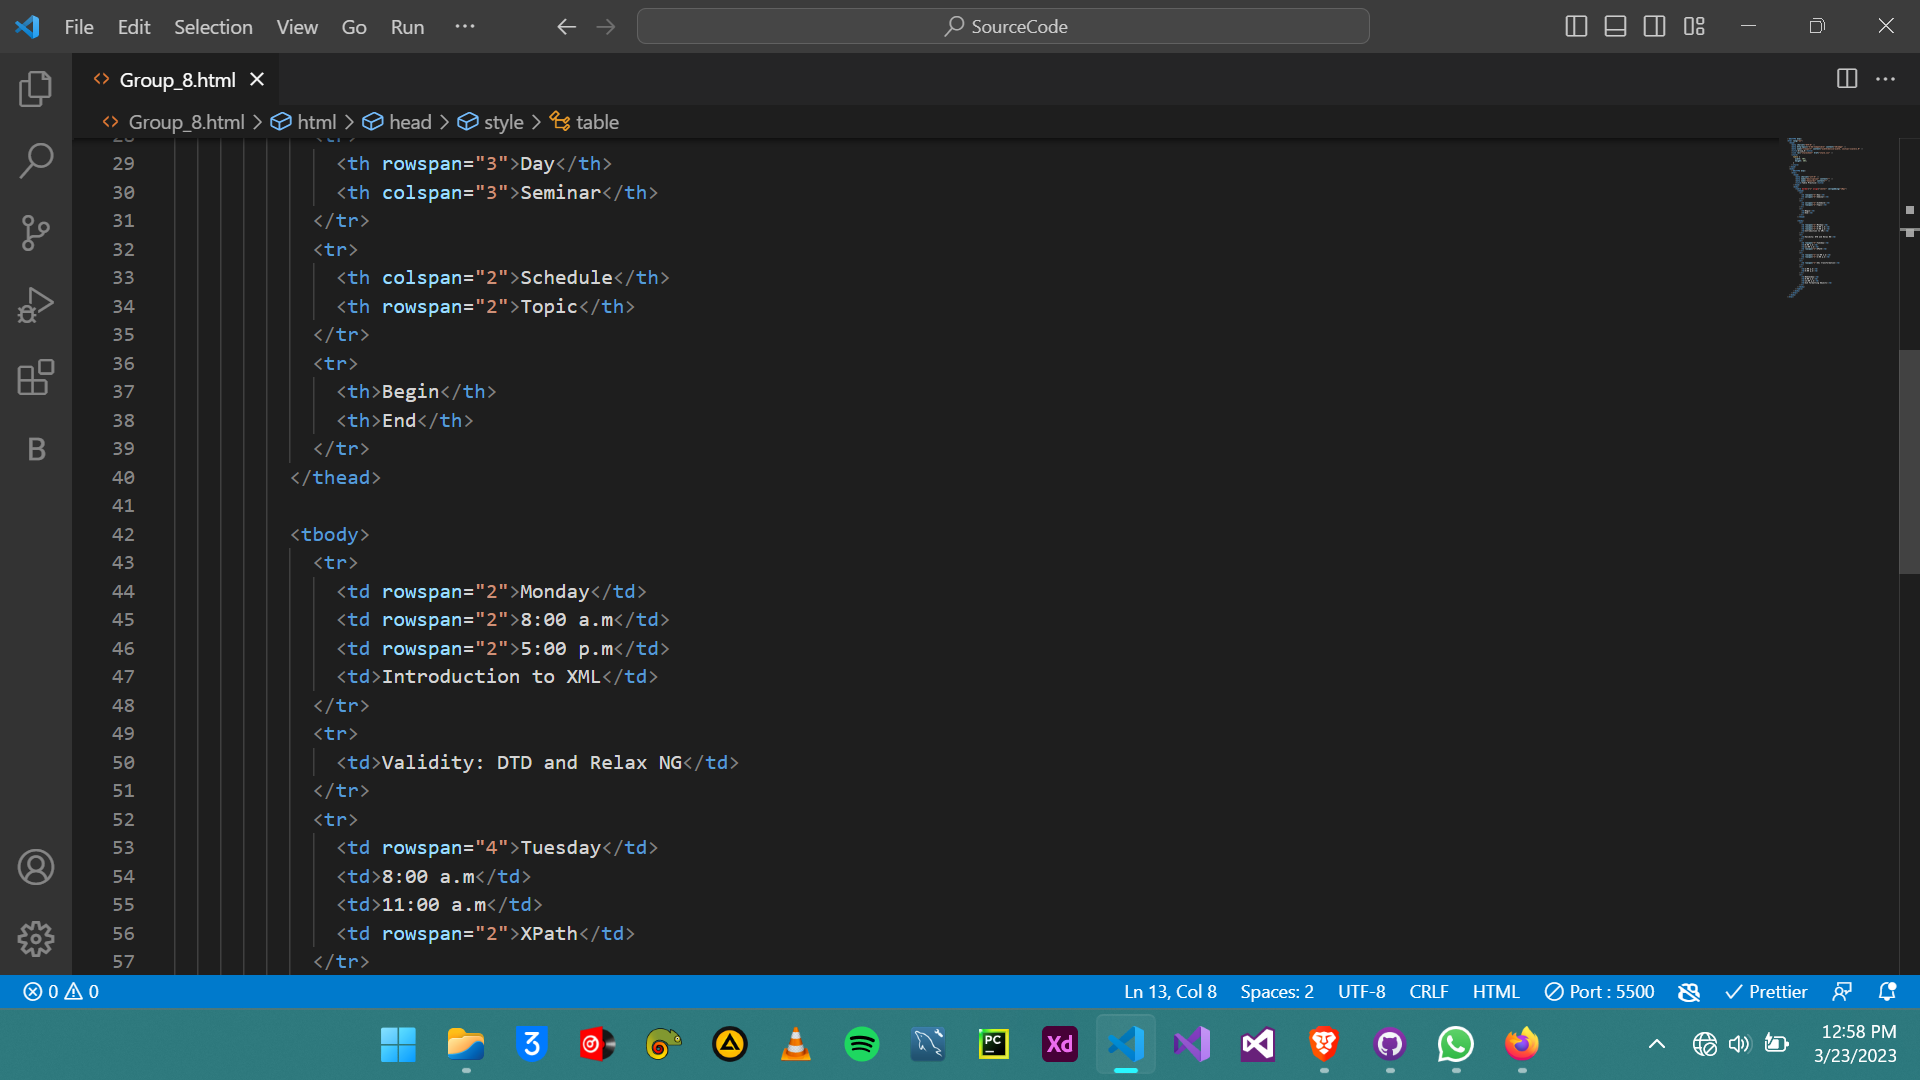 File Edit Selection View Go Run ··· SourceCode
Group_8.html
Group_8.html > html > head > style > table
28 <tr>
29 <th rowspan="3">Day</th>
30 <th colspan="3">Seminar</th>
31 </tr>
32 <tr>
33 <th colspan="2">Schedule</th>
34 <th rowspan="2">Topic</th>
35 </tr>
36 <tr>
37 <th>Begin</th>
38 <th>End</th>
39 </tr>
40 </thead>
41
42 <tbody>
43 <tr>
44 <td rowspan="2">Monday</td>
45 <td rowspan="2">8:00 a.m</td>
46 <td rowspan="2">5:00 p.m</td>
47 <td>Introduction to XML</td>
48 </tr>
49 <tr>
50 <td>Validity: DTD and Relax NG</td>
51 </tr>
52 <tr>
53 <td rowspan="4">Tuesday</td>
54 <td>8:00 a.m</td>
55 <td>11:00 a.m</td>
56 <td rowspan="2">XPath</td>
57 </tr>
B
0 0 Ln 13, Col 8 Spaces: 2 UTF-8 CRLF HTML Port : 5500 Prettier
3 PC Xd 12:58 PM
3/23/2023